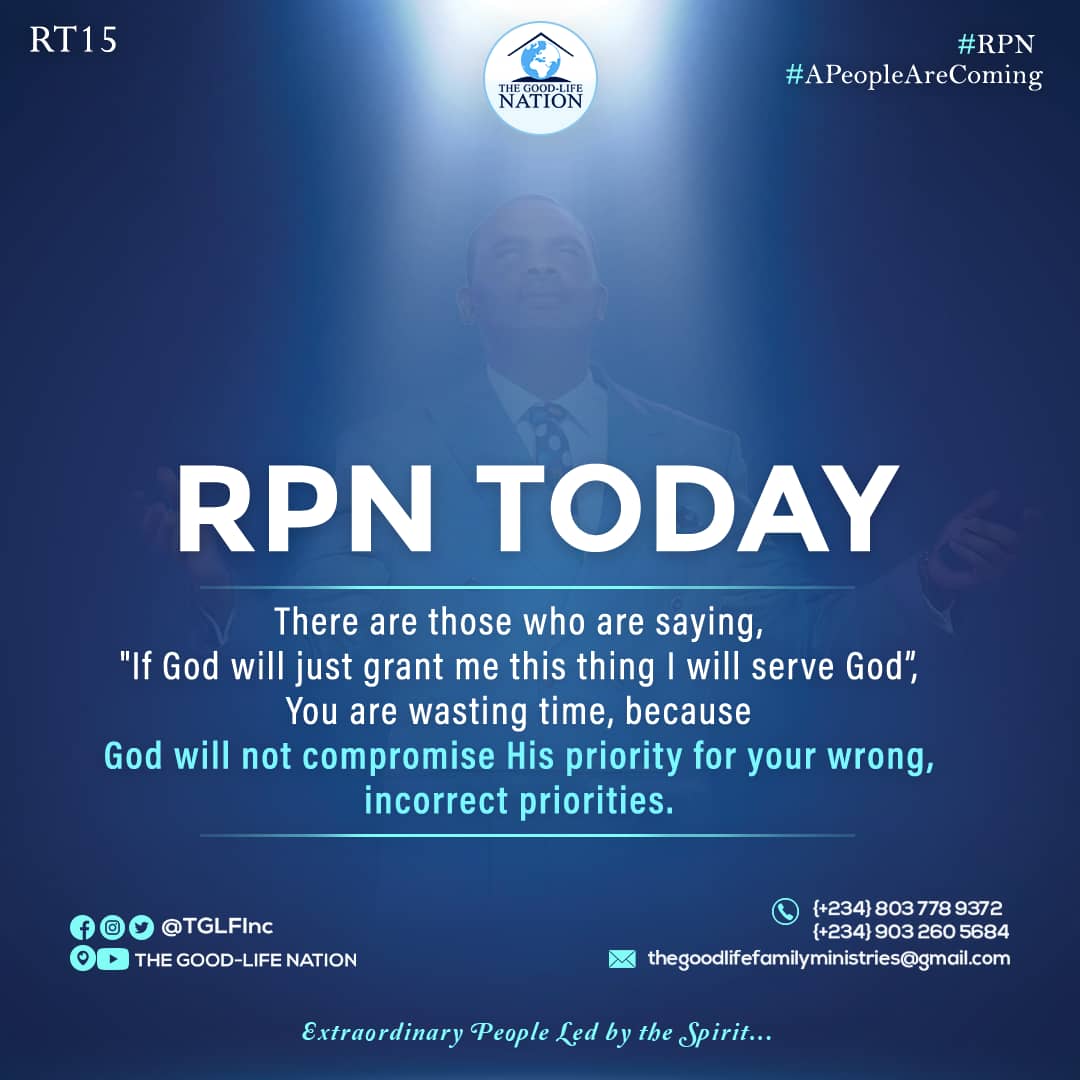 RT15
THE GOOD-LIFE
NATION
#RPN
#APeopleAreComing
RPN TODAY
There are those who are saying,
"If God will just grant me this thing I will serve God”,
You are wasting time, because
God will not compromise His priority for your wrong,
incorrect priorities.
@TGLFInc
THE GOOD-LIFE NATION
(+234) 803 778 9372
(+234) 903 260 5684
thegoodlifefamilyministries@gmail.com
Extraordinary People Led by the Spirit...